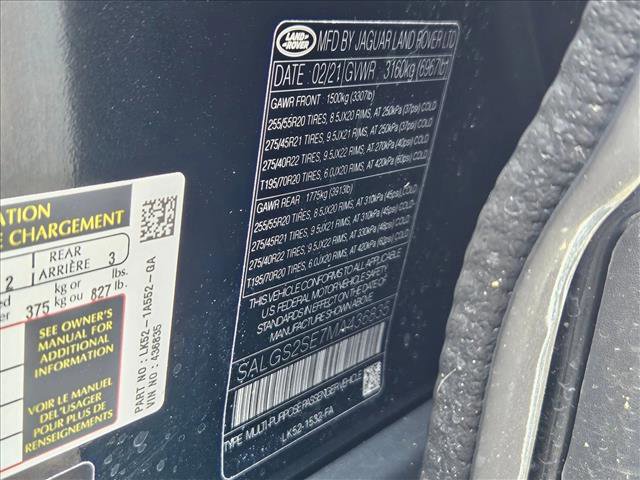 LAND ROVER
MFD BY JAGUAR LAND ROVER LTD
DATE : 02/21 GVWR : 3160kg (6967lb)
GAWR FRONT : 1500kg (3307lb)
255/55R20 TIRES, 8.5JX20 RIMS, AT 250kPa (37psi) COLD
275/45R21 TIRES, 9.5JX21 RIMS, AT 250kPa (37psi) COLD
275/40R22 TIRES, 9.5JX22 RIMS, AT 270kPa (40psi) COLD
T195/70R20 TIRES, 6.0JX20 RIMS, AT 420kPa (60psi) COLD
GAWR REAR : 1775kg (3913lb)
255/55R20 TIRES, 8.5JX20 RIMS, AT 310kPa (45psi) COLD
275/45R21 TIRES, 9.5JX21 RIMS, AT 310kPa (45psi) COLD
275/40R22 TIRES, 9.5JX22 RIMS, AT 330kPa (48psi) COLD
T195/70R20 TIRES, 6.0JX20 RIMS, AT 420kPa (60psi) COLD
THIS VEHICLE CONFORMS TO ALL APPLICABLE
U.S. FEDERAL MOTOR VEHICLE SAFETY
STANDARDS IN EFFECT ON THE DATE OF
MANUFACTURE SHOWN ABOVE.
SALGS2SE7MA436835
TYPE : MULTI-PURPOSE PASSENGER VEHICLE
LK52-1532-FA
CHARGEMENT
2 REAR ARRIÈRE 3
375 kg or kg ou 827 lbs. lb.
SEE OWNER'S
MANUAL FOR
ADDITIONAL
INFORMATION
VOIR LE MANUEL
DE L'USAGER
POUR PLUS DE
RENSEIGNEMENTS
PART NO : LK52-1A552-GA
VIN NO : 436835